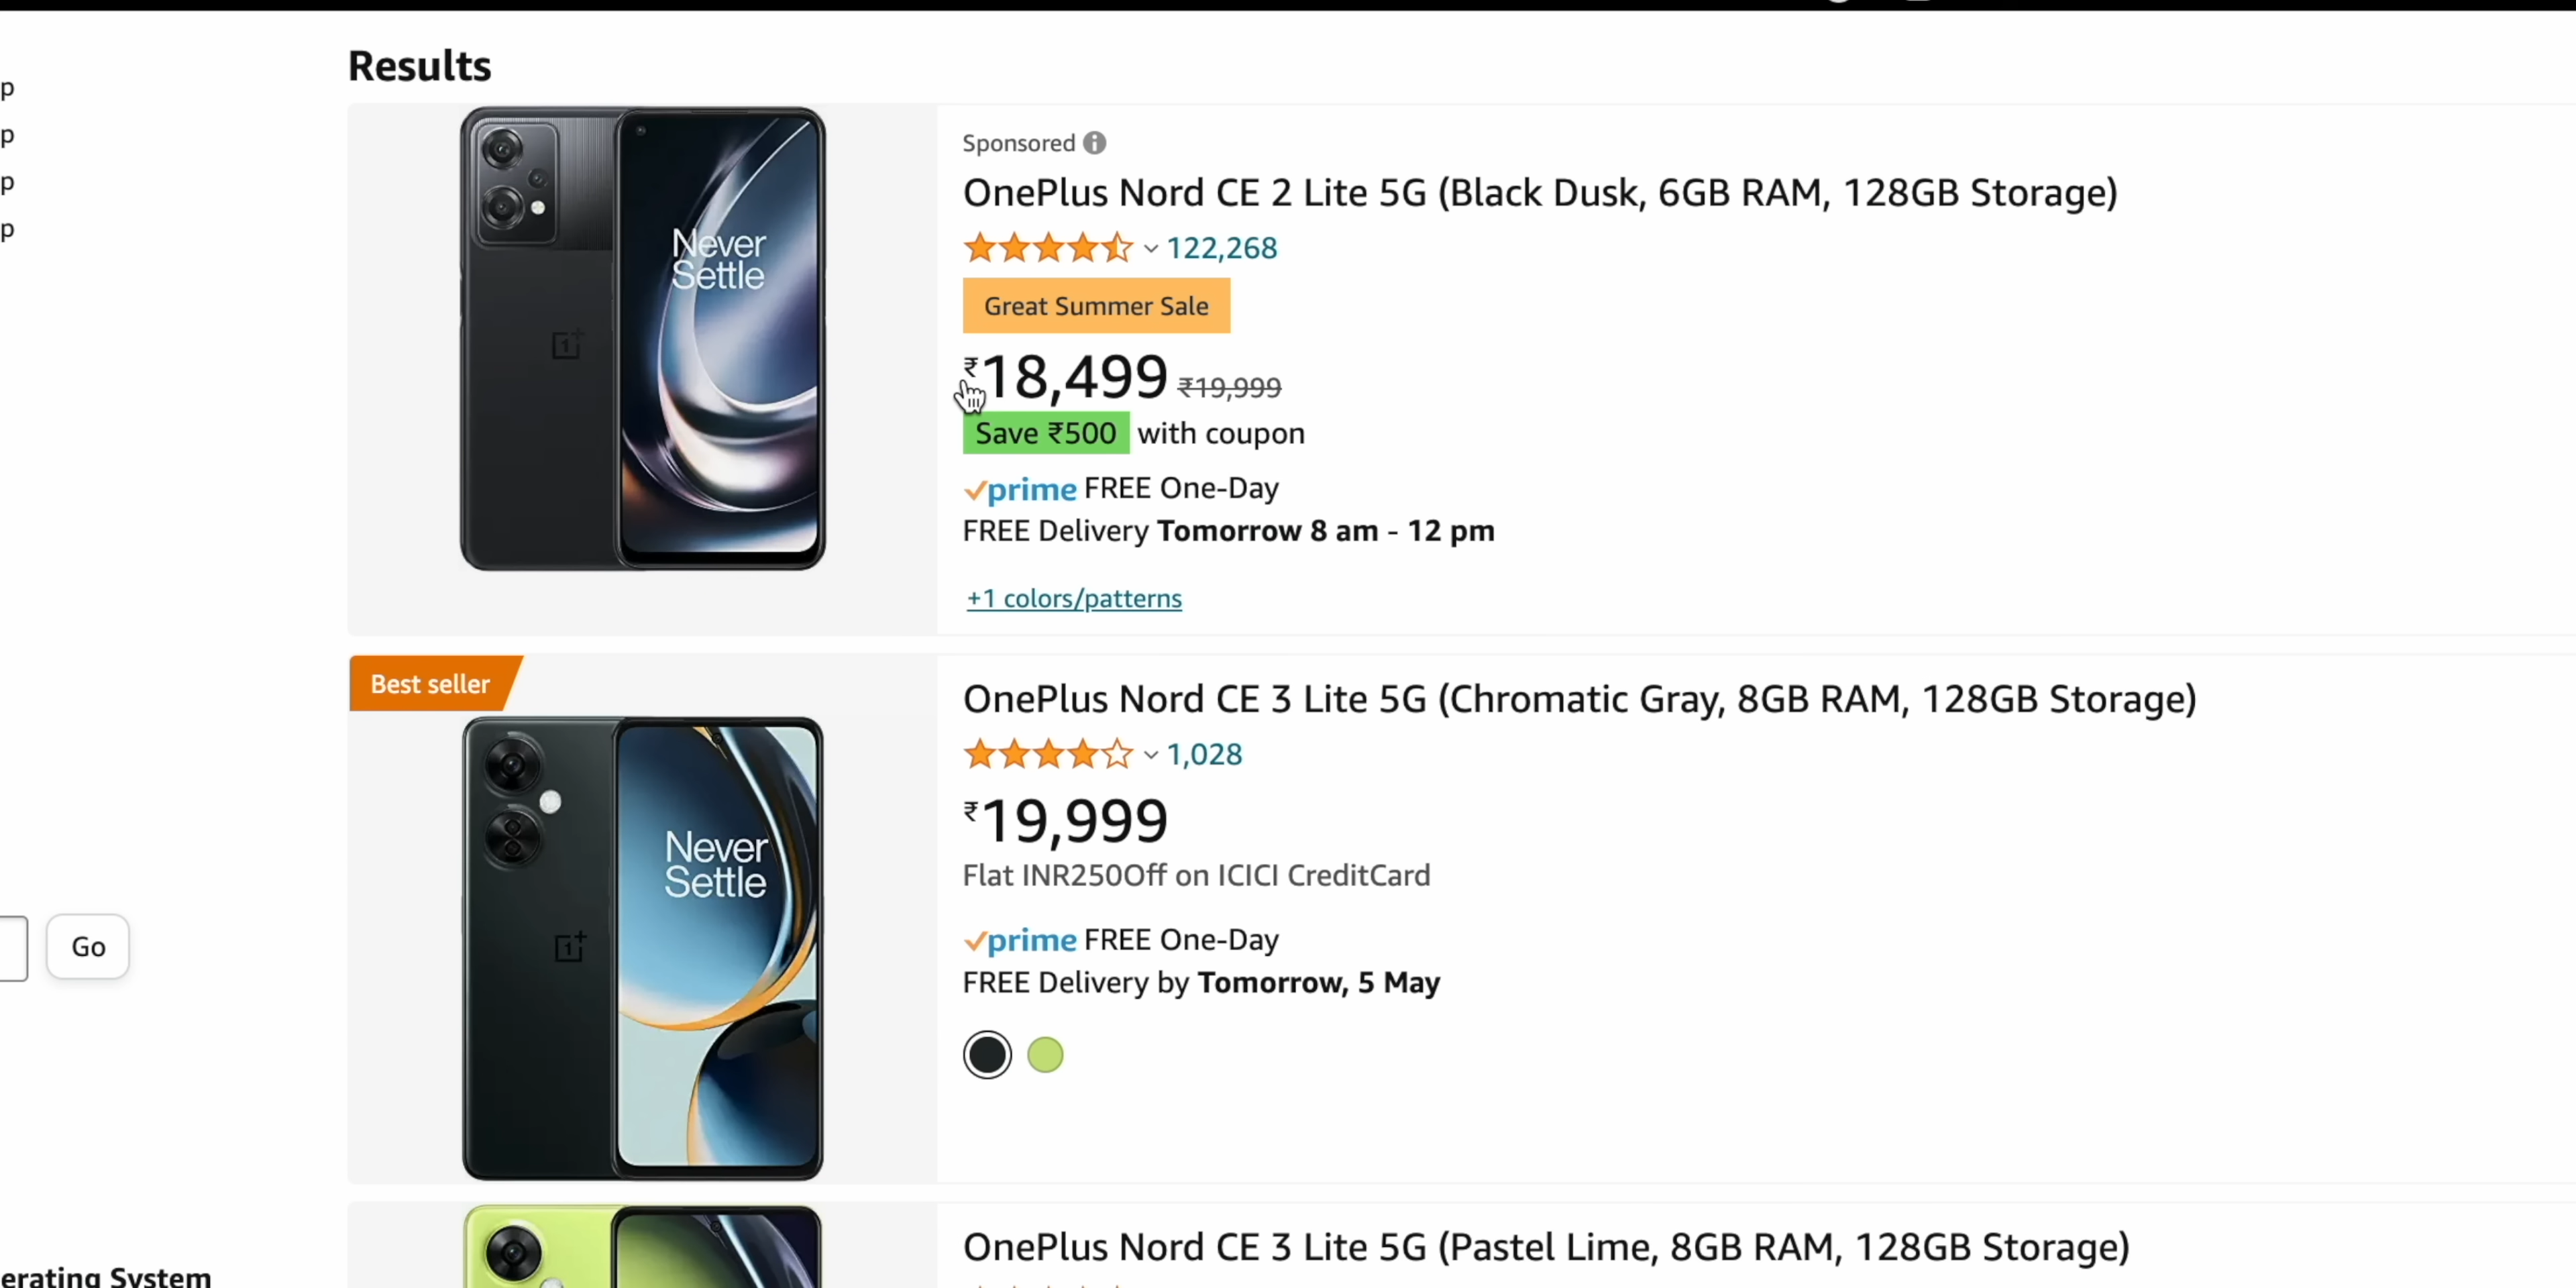 Results
p
p
p
p
Never
Settle
Sponsored
OnePlus Nord CE 2 Lite 5G (Black Dusk, 6GB RAM, 128GB Storage)
122,268
Great Summer Sale
₹18,499 ₹19,999
Save ₹500 with coupon
prime FREE One-Day
FREE Delivery Tomorrow 8 am - 12 pm
+1 colors/patterns
Best seller
Never
Settle
OnePlus Nord CE 3 Lite 5G (Chromatic Gray, 8GB RAM, 128GB Storage)
1,028
₹19,999
Flat INR250Off on ICICI CreditCard
prime FREE One-Day
FREE Delivery by Tomorrow, 5 May
Go
OnePlus Nord CE 3 Lite 5G (Pastel Lime, 8GB RAM, 128GB Storage)
erating System